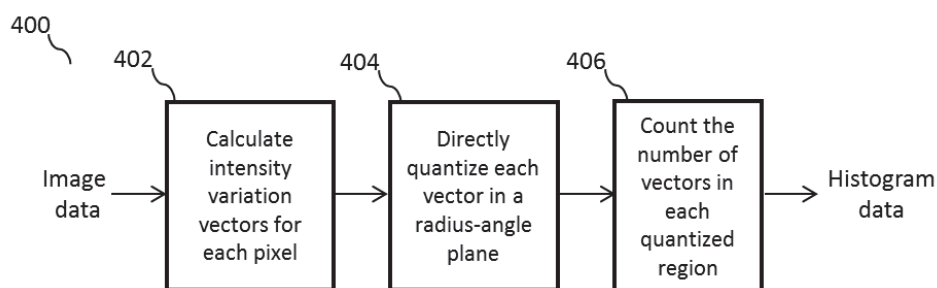 400
402
404
406
Image
data
Calculate
intensity
variation
vectors for
each pixel
Directly
quantize each
vector in a
radius-angle
plane
Count the
number of
vectors in
each
quantized
region
Histogram
data